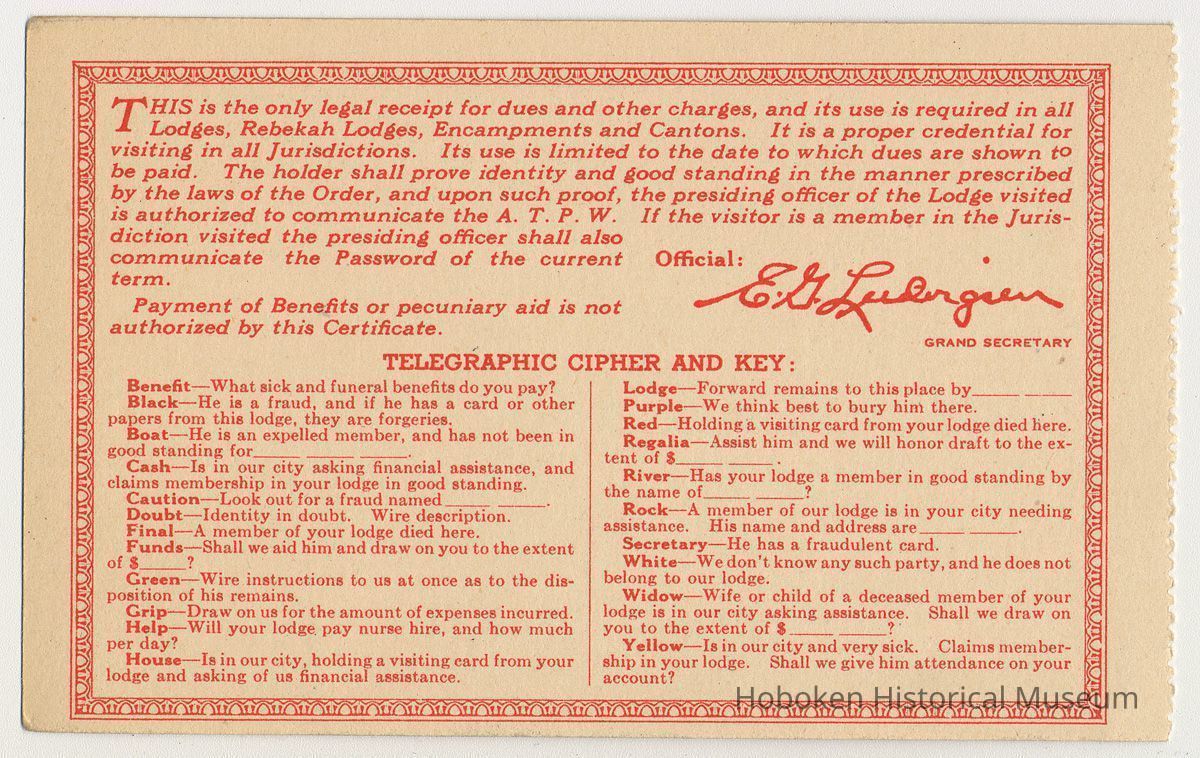 THIS is the only legal receipt for dues and other charges, and its use is required in all
Lodges, Rebekah Lodges, Encampments and Cantons. It is a proper credential for
visiting in all Jurisdictions. Its use is limited to the date to which dues are shown to
be paid. The holder shall prove identity and good standing in the manner prescribed
by the laws of the Order, and upon such proof, the presiding officer of the Lodge visited
is authorized to communicate the A. T. P. W. If the visitor is a member in the Juris-
diction visited the presiding officer shall also
communicate the Password of the current
term.
Payment of Benefits or pecuniary aid is not
authorized by this Certificate.
Official:
E. G. Ludvigsen
GRAND SECRETARY
TELEGRAPHIC CIPHER AND KEY:
Benefit—What sick and funeral benefits do you pay?
Black—He is a fraud, and if he has a card or other
papers from this lodge, they are forgeries.
Boat—He is an expelled member, and has not been in
good standing for_____ _____ _____.
Cash—Is in our city asking financial assistance, and
claims membership in your lodge in good standing.
Caution—Look out for a fraud named_____ _____.
Doubt—Identity in doubt. Wire description.
Final—A member of your lodge died here.
Funds—Shall we aid him and draw on you to the extent
of $_____?
Green—Wire instructions to us at once as to the dis-
position of his remains.
Grip—Draw on us for the amount of expenses incurred.
Help—Will your lodge pay nurse hire, and how much
per day?
House—Is in our city, holding a visiting card from your
lodge and asking of us financial assistance.
Lodge—Forward remains to this place by_____ _____
Purple—We think best to bury him there.
Red—Holding a visiting card from your lodge died here.
Regalia—Assist him and we will honor draft to the ex-
tent of $_____ _____.
River—Has your lodge a member in good standing by
the name of_____ _____?
Rock—A member of our lodge is in your city needing
assistance. His name and address are_____ _____.
Secretary—He has a fraudulent card.
White—We don't know any such party, and he does not
belong to our lodge.
Widow—Wife or child of a deceased member of your
lodge is in our city asking assistance. Shall we draw on
you to the extent of $_____ _____?
Yellow—Is in our city and very sick. Claims member-
ship in your lodge. Shall we give him attendance on your
account?
Hoboken Historical Museum